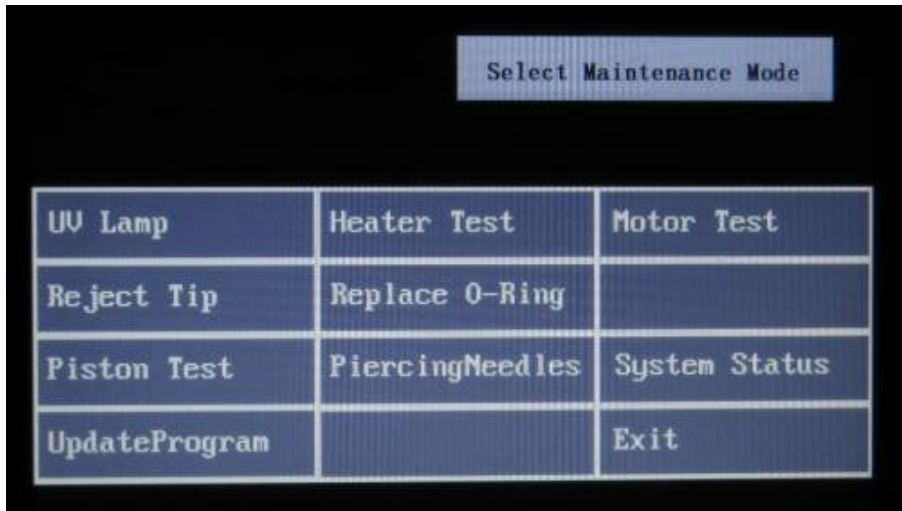 Select Maintenance Mode
UV Lamp Heater Test Motor Test
Reject Tip Replace O-Ring
Piston Test PiercingNeedles System Status
UpdateProgram Exit